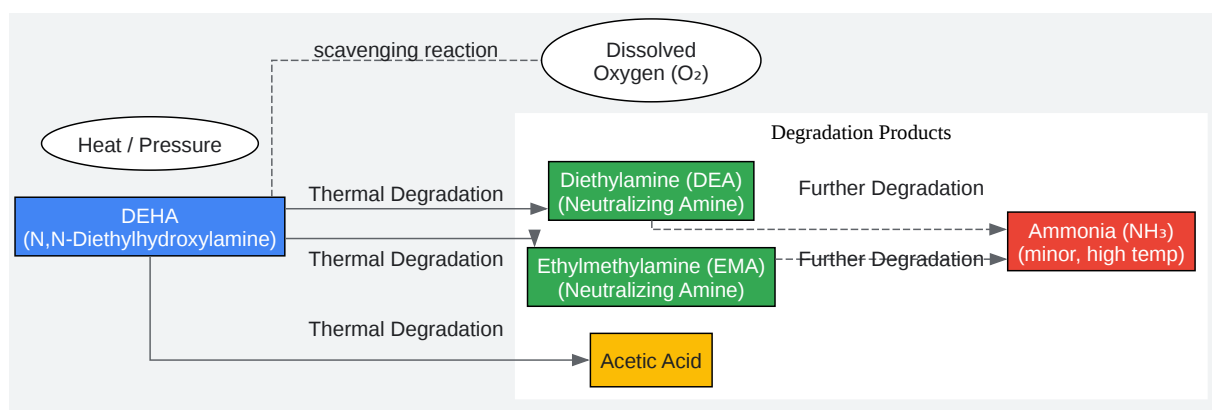 scavenging reaction
Dissolved
Oxygen (O₂)
Heat / Pressure
Degradation Products
DEHA
(N,N-Diethylhydroxylamine)
Thermal Degradation
Diethylamine (DEA)
(Neutralizing Amine)
Further Degradation
Ammonia (NH₃)
(minor, high temp)
Thermal Degradation
Ethylmethylamine (EMA)
(Neutralizing Amine)
Further Degradation
Thermal Degradation
Acetic Acid